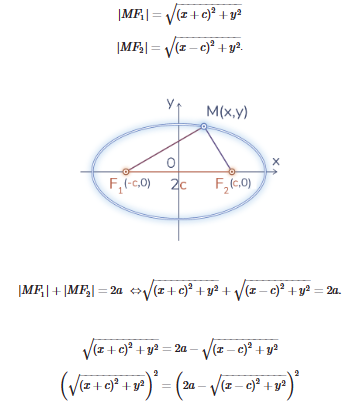 |MF₁| = √((x + c)² + y²
|MF₂| = √((x − c)² + y².
y
M(x,y)
0
x
F₁(-c,0) 2c F₂(c,0)
|MF₁| + |MF₂| = 2a ⇔ √((x + c)² + y² + √((x − c)² + y² = 2a.
√((x + c)² + y² = 2a − √((x − c)² + y²
(√((x + c)² + y²)² = (2a − √((x − c)² + y²)²